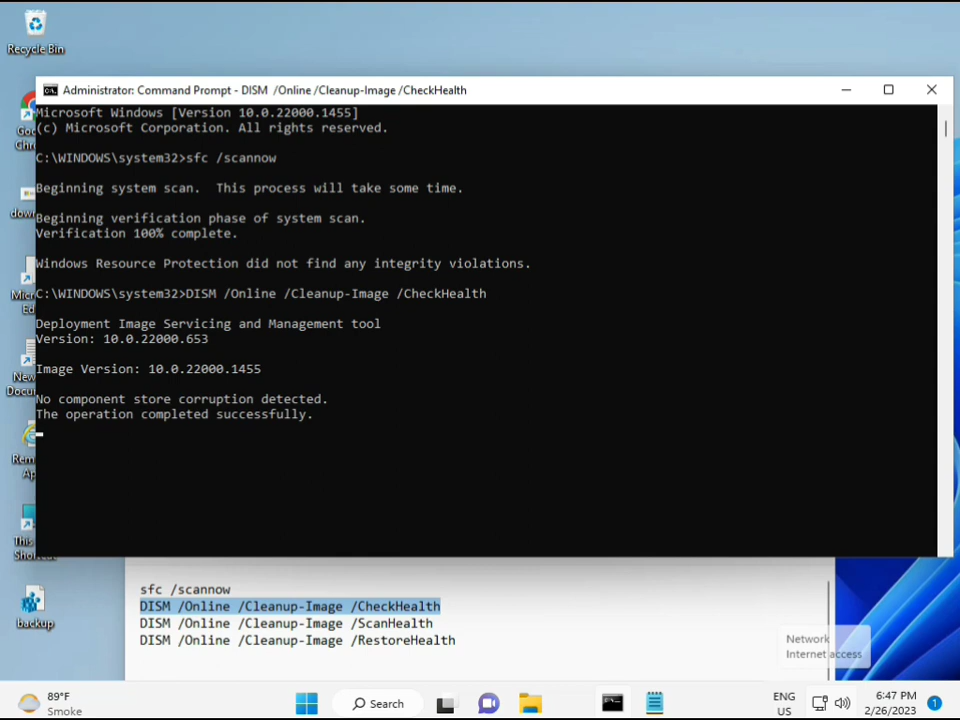 Recycle Bin
Administrator: Command Prompt - DISM /Online /Cleanup-Image /CheckHealth
Microsoft Windows [Version 10.0.22000.1455]
(c) Microsoft Corporation. All rights reserved.
C:\WINDOWS\system32>sfc /scannow
Beginning system scan.  This process will take some time.
Beginning verification phase of system scan.
Verification 100% complete.
Windows Resource Protection did not find any integrity violations.
C:\WINDOWS\system32>DISM /Online /Cleanup-Image /CheckHealth
Deployment Image Servicing and Management tool
Version: 10.0.22000.653
Image Version: 10.0.22000.1455
No component store corruption detected.
The operation completed successfully.
backup
sfc /scannow
DISM /Online /Cleanup-Image /CheckHealth
DISM /Online /Cleanup-Image /ScanHealth
DISM /Online /Cleanup-Image /RestoreHealth
Network
Internet access
89°F
Smoke
Search
ENG
US
6:47 PM
2/26/2023
1